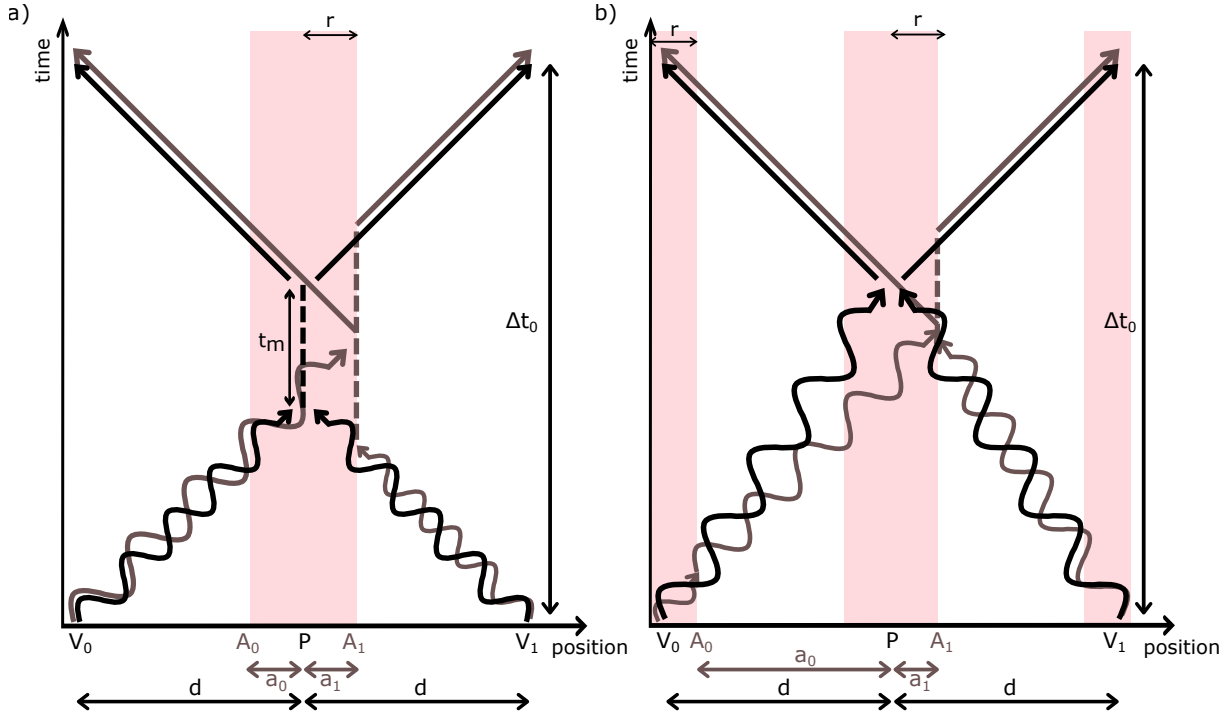 a)
time
r
tm
Δt0
V0
A0
P
A1
V1
position
a0
a1
d
d
b)
time
r
r
Δt0
V0
A0
P
A1
V1
position
a0
a1
d
d